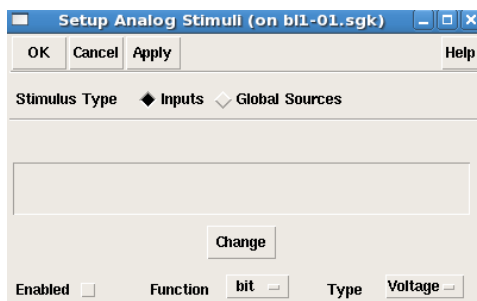 Setup Analog Stimuli (on bl1-01.sgk)
OK Cancel Apply Help
Stimulus Type Inputs Global Sources
Change
Enabled Function bit Type Voltage